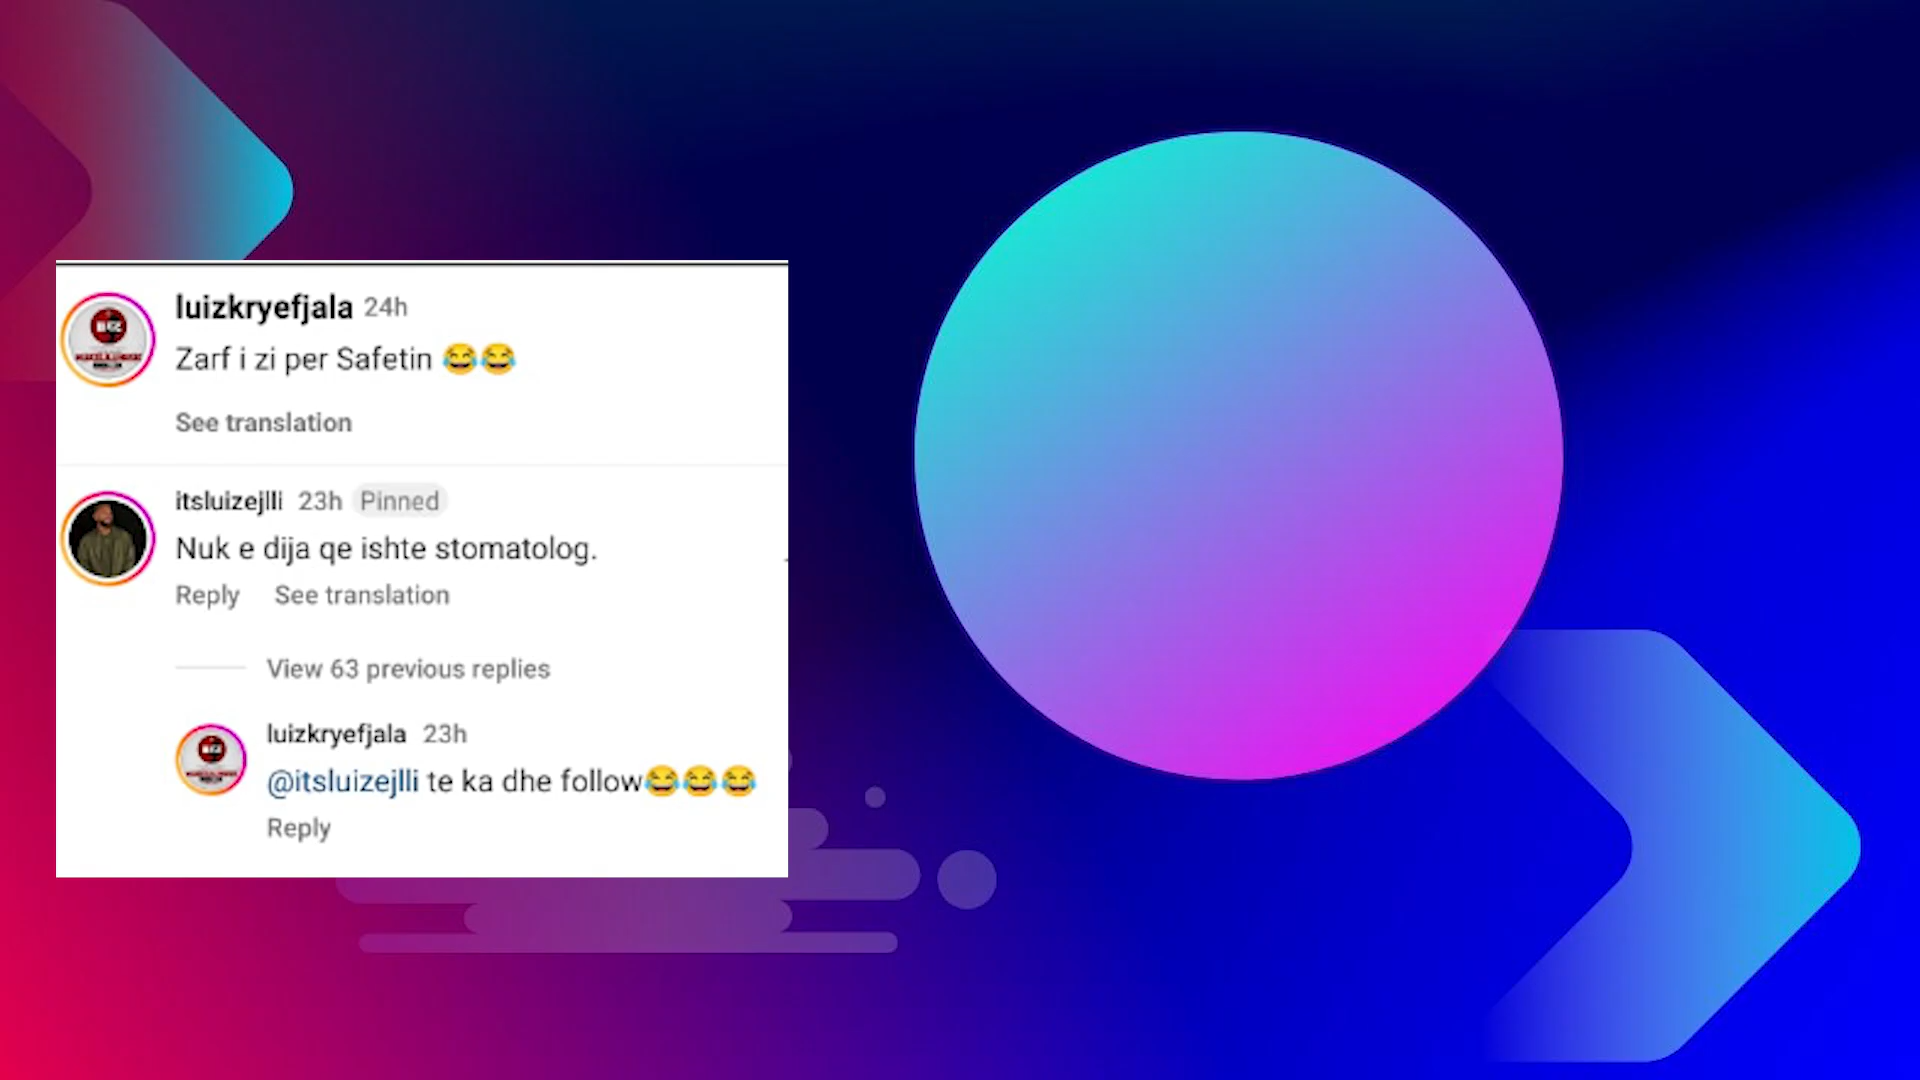 luizkryefjala 24h
Zarf i zi per Safetin 😂😂
See translation
itsluizejlli 23h Pinned
Nuk e dija qe ishte stomatolog.
Reply See translation
View 63 previous replies
luizkryefjala 23h
@itsluizejlli te ka dhe follow😂😂😂
Reply